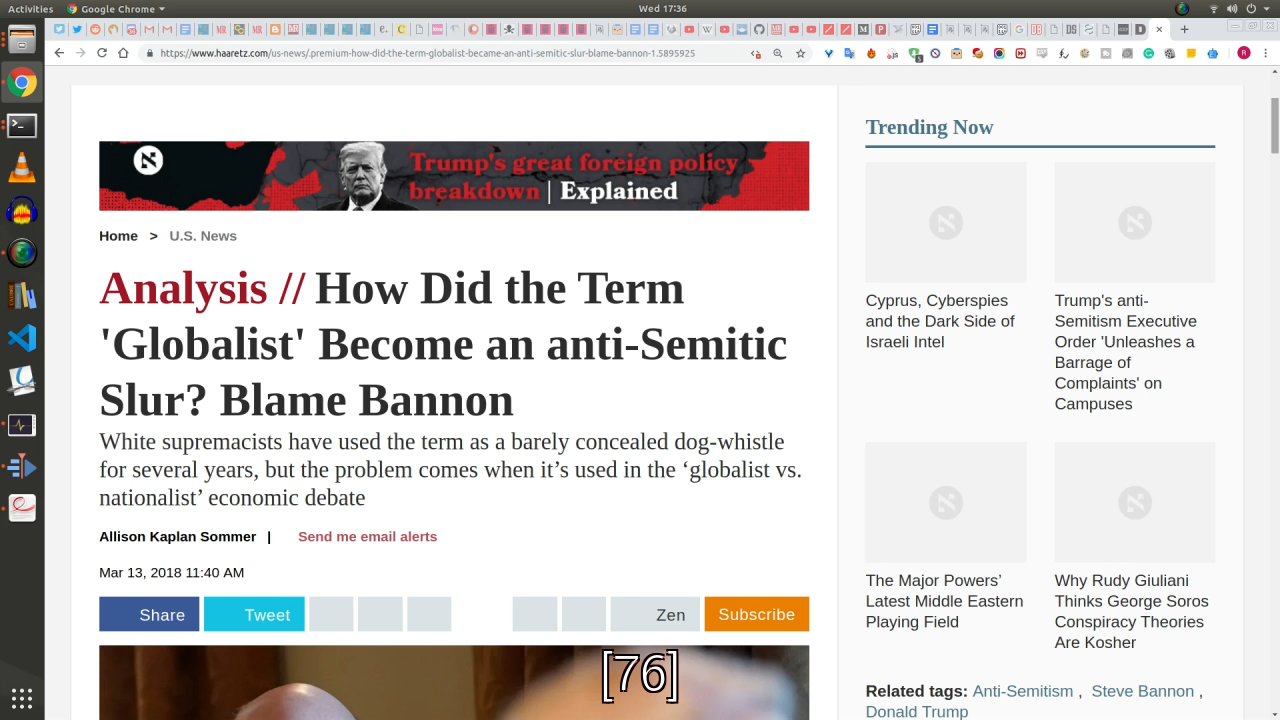 Activities Google Chrome Wed 17:36
https://www.haaretz.com/us-news/.premium-how-did-the-term-globalist-became-an-anti-semitic-slur-blame-bannon-1.5895925
Trump's great foreign policy
breakdown | Explained
Home > U.S. News
Analysis // How Did the Term
'Globalist' Become an anti-Semitic
Slur? Blame Bannon
White supremacists have used the term as a barely concealed dog-whistle
for several years, but the problem comes when it’s used in the ‘globalist vs.
nationalist’ economic debate
Allison Kaplan Sommer | Send me email alerts
Mar 13, 2018 11:40 AM
Share Tweet Zen Subscribe
[76]
Trending Now
Cyprus, Cyberspies
and the Dark Side of
Israeli Intel
Trump's anti-
Semitism Executive
Order 'Unleashes a
Barrage of
Complaints' on
Campuses
The Major Powers’
Latest Middle Eastern
Playing Field
Why Rudy Giuliani
Thinks George Soros
Conspiracy Theories
Are Kosher
Related tags: Anti-Semitism , Steve Bannon ,
Donald Trump